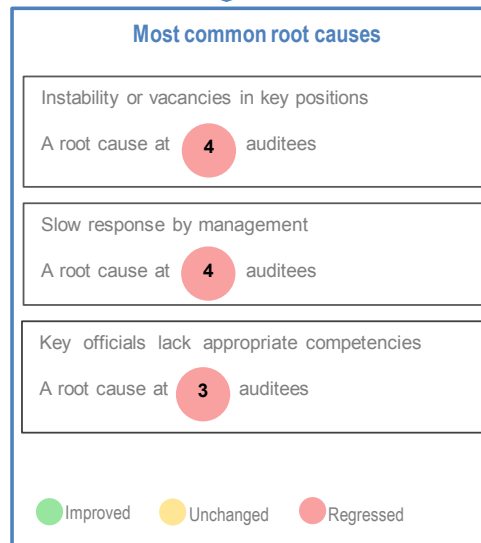 Most common root causes
Instability or vacancies in key positions
A root cause at 4 auditees
Slow response by management
A root cause at 4 auditees
Key officials lack appropriate competencies
A root cause at 3 auditees
Improved Unchanged Regressed